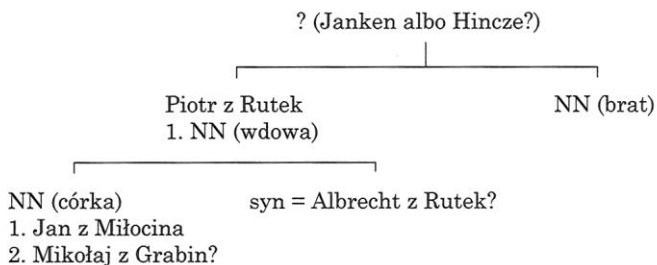 ? (Janken albo Hincze?)
Piotr z Rutek NN (brat)
1. NN (wdowa)
NN (córka) syn = Albrecht z Rutek?
1. Jan z Miłocina
2. Mikołaj z Grabin?